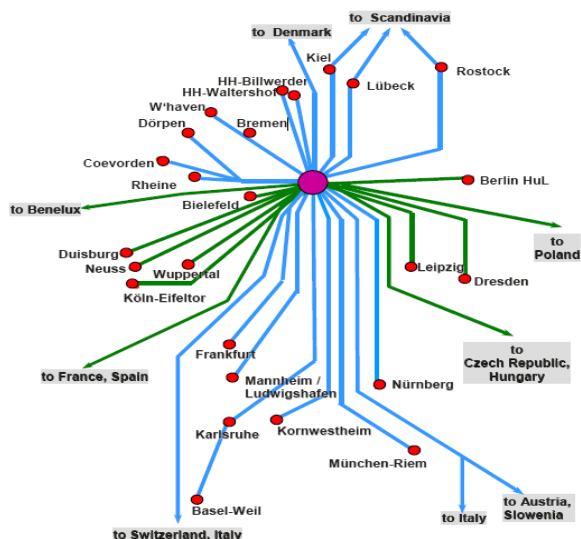 to Scandinavia
to Denmark
Kiel
Rostock
HH-Billwerder
Lübeck
HH-Waltershof
W'haven
Dörpen
Bremen
Coevorden
Rheine
Berlin HuL
Bielefeld
to Benelux
to
Poland
Duisburg
Neuss
Wuppertal
Leipzig
Dresden
Köln-Eifeltor
Frankfurt
to
Czech Republic,
Hungary
to France, Spain
Mannheim /
Ludwigshafen
Nürnberg
Karlsruhe
Kornwestheim
München-Riem
Basel-Weil
to Austria,
Slowenia
to Italy
to Switzerland, Italy